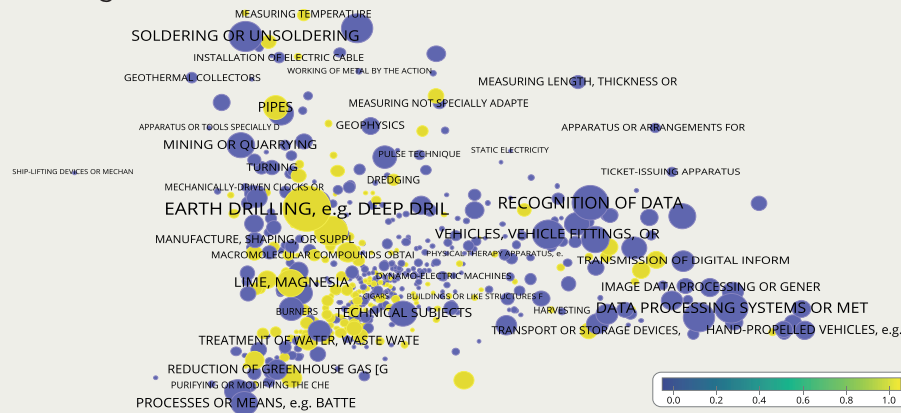 MEASURING TEMPERATURE
SOLDERING OR UNSOLDERING
INSTALLATION OF ELECTRIC CABLE
WORKING OF METAL BY THE ACTION
GEOTHERMAL COLLECTORS
MEASURING LENGTH, THICKNESS OR
PIPES
MEASURING NOT SPECIALLY ADAPTE
APPARATUS OR TOOLS SPECIALLY D
GEOPHYSICS
APPARATUS OR ARRANGEMENTS FOR
MINING OR QUARRYING
PULSE TECHNIQUE
STATIC ELECTRICITY
SHIP-LIFTING DEVICES OR MECHAN
TURNING
TICKET-ISSUING APPARATUS
DREDGING
MECHANICALLY-DRIVEN CLOCKS OR
EARTH DRILLING, e.g. DEEP DRIL
RECOGNITION OF DATA
MANUFACTURE, SHAPING, OR SUPPL
VEHICLES, VEHICLE FITTINGS, OR
MACROMOLECULAR COMPOUNDS OBTAI
PHYSICAL THERAPY APPARATUS, e.
TRANSMISSION OF DIGITAL INFORM
LIME, MAGNESIA
DYNAMO-ELECTRIC MACHINES
IMAGE DATA PROCESSING OR GENER
CIGARS
BUILDINGS OR LIKE STRUCTURES F
BURNERS
TECHNICAL SUBJECTS
HARVESTING
DATA PROCESSING SYSTEMS OR MET
TRANSPORT OR STORAGE DEVICES,
HAND-PROPELLED VEHICLES, e.g.
TREATMENT OF WATER, WASTE WATE
REDUCTION OF GREENHOUSE GAS [G
PURIFYING OR MODIFYING THE CHE
PROCESSES OR MEANS, e.g. BATTE
0.0 0.2 0.4 0.6 0.8 1.0